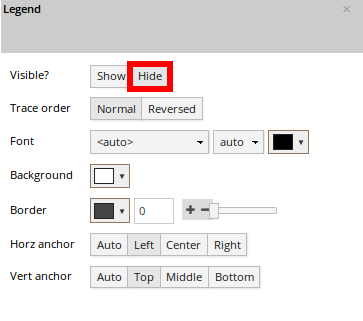 Legend ×
Visible? Show Hide
Trace order Normal Reversed
Font <auto> auto
Background
Border 0 + −
Horz anchor Auto Left Center Right
Vert anchor Auto Top Middle Bottom